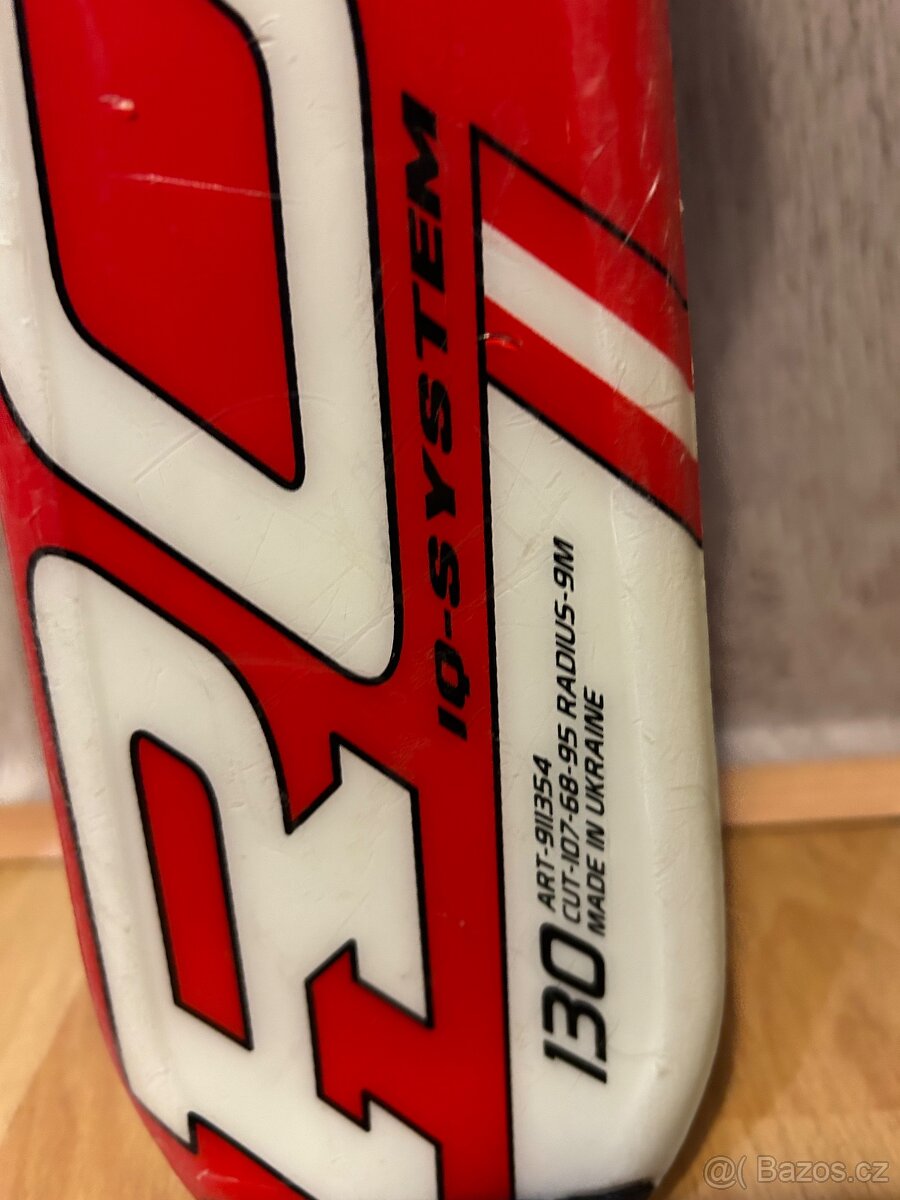 IQ-SYSTEM
130
ART-911354
CUT-107-68-95 RADIUS-9M
MADE IN UKRAINE
@( Bazos.cz